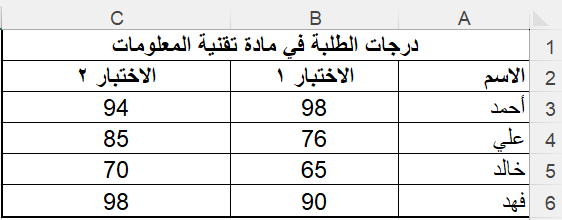 A B C
1 درجات الطلبة في مادة تقنية المعلومات
2 الاسم الاختبار ١ الاختبار ٢
3 أحمد 98 94
4 علي 76 85
5 خالد 65 70
6 فهد 90 98